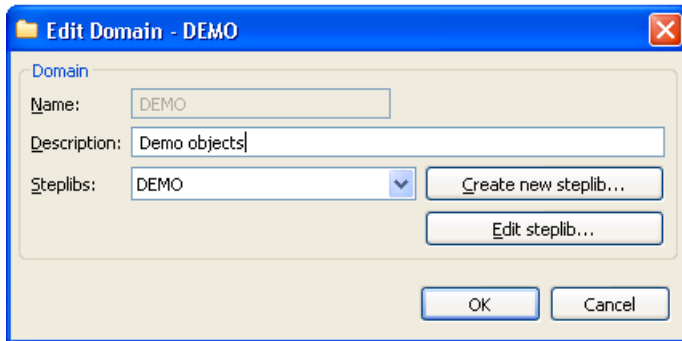 Edit Domain - DEMO
Domain
Name: DEMO
Description: Demo objects
Steplibs: DEMO Create new steplib...
Edit steplib...
OK Cancel